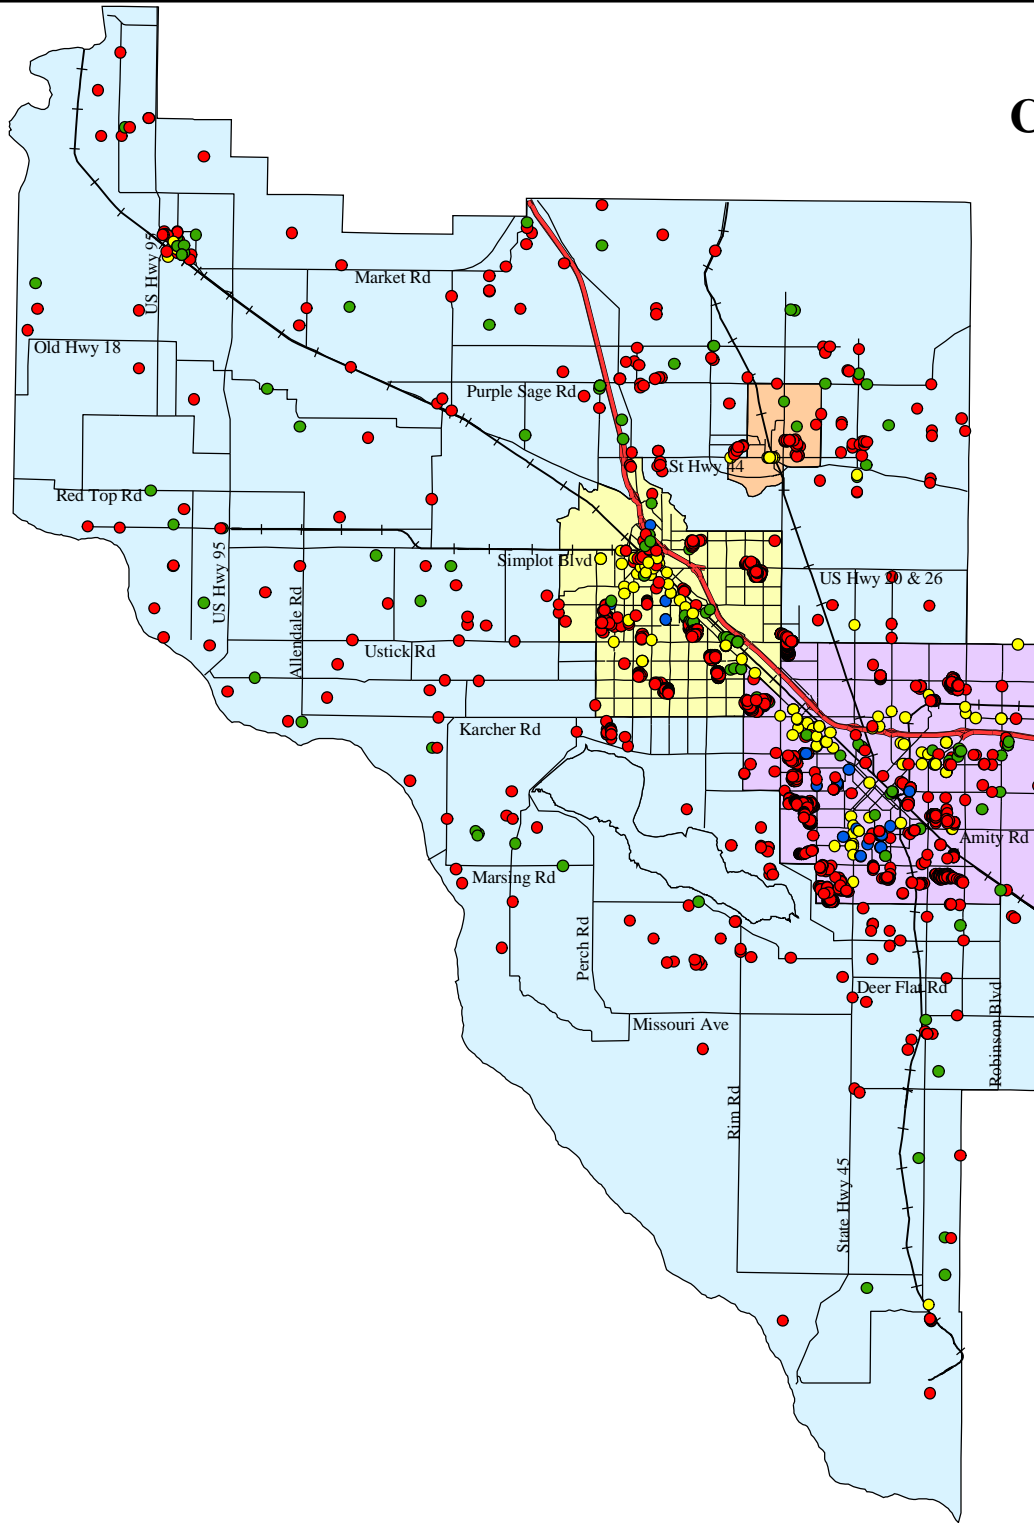 C
US Hwy 95
Market Rd
Old Hwy 18
Purple Sage Rd
St Hwy 44
Red Top Rd
US Hwy 95
Simplot Blvd
US Hwy 20 & 26
Allendale Rd
Ustick Rd
Karcher Rd
Amity Rd
Marsing Rd
Perch Rd
Deer Flat Rd
Missouri Ave
Robinson Blvd
Rim Rd
State Hwy 45